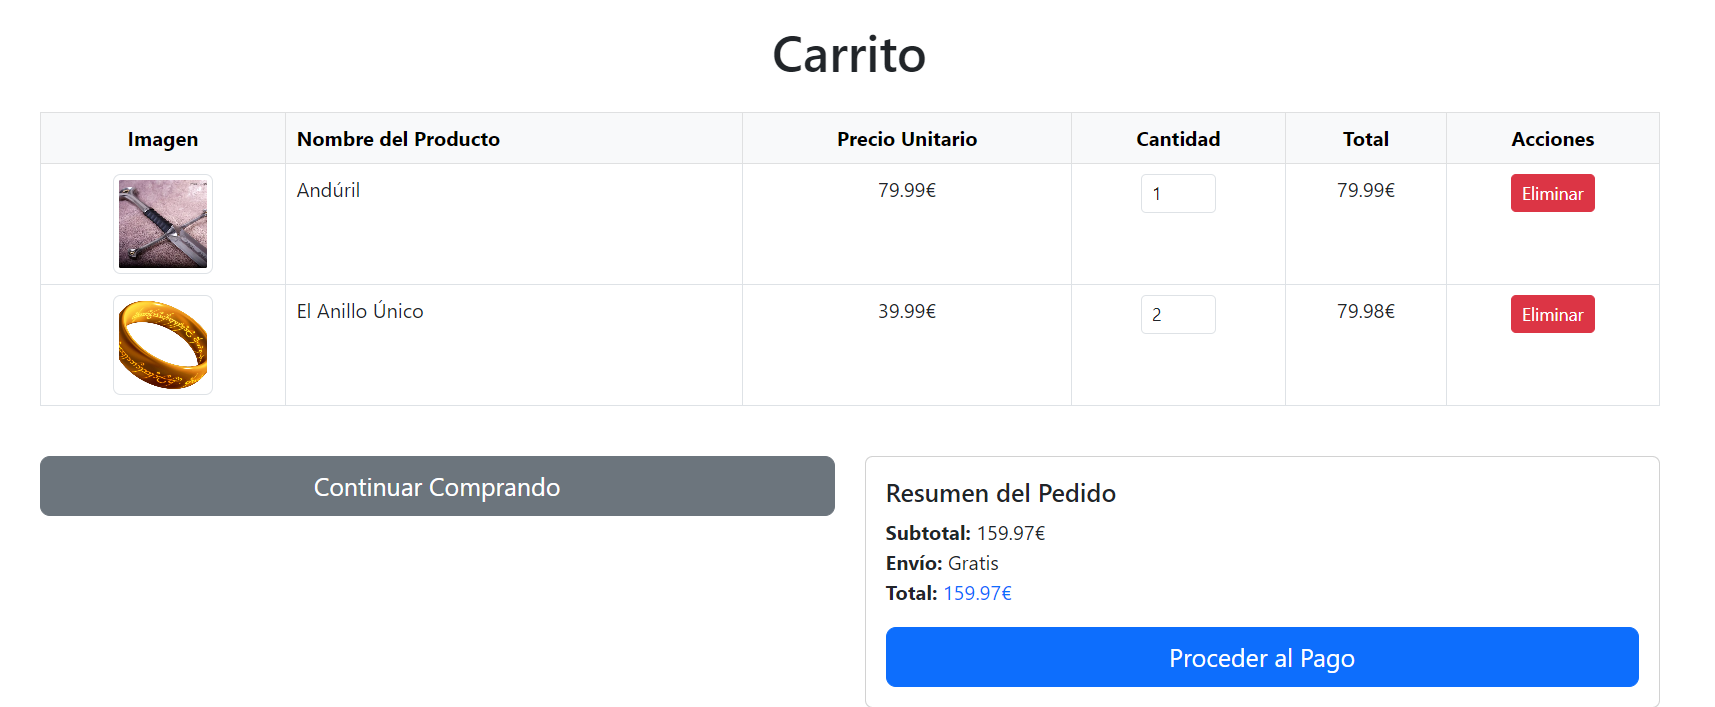 Carrito
Imagen Nombre del Producto Precio Unitario Cantidad Total Acciones
Andúril 79.99€ 1 79.99€ Eliminar
El Anillo Único 39.99€ 2 79.98€ Eliminar
Continuar Comprando
Resumen del Pedido
Subtotal: 159.97€
Envío: Gratis
Total: 159.97€
Proceder al Pago